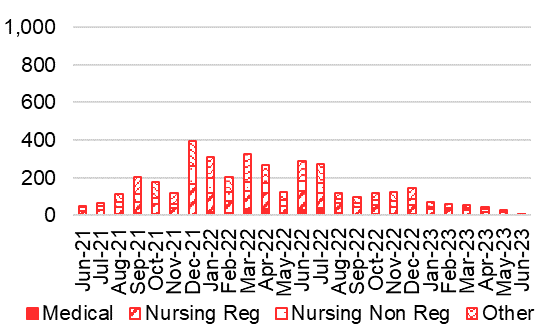 1,000
800
600
400
200
0
Jun-21
Jul-21
Aug-21
Sep-21
Oct-21
Nov-21
Dec-21
Jan-22
Feb-22
Mar-22
Apr-22
May-22
Jun-22
Jul-22
Aug-22
Sep-22
Oct-22
Nov-22
Dec-22
Jan-23
Feb-23
Mar-23
Apr-23
May-23
Jun-23
Medical Nursing Reg Nursing Non Reg Other